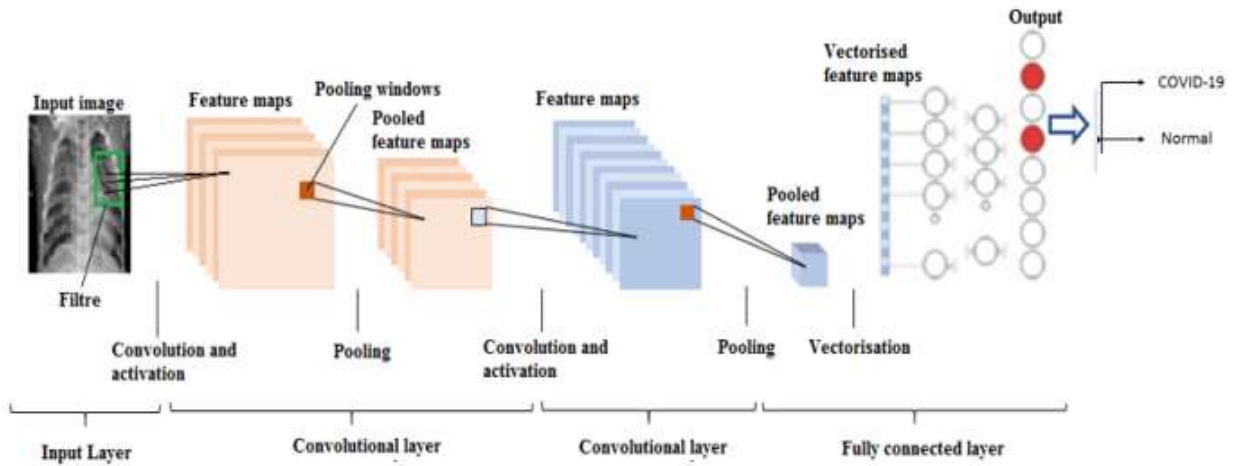 Output
Vectorised
feature maps
COVID-19
Normal
Input image
Feature maps
Pooling windows
Pooled
feature maps
Feature maps
Pooled
feature maps
Filtre
Convolution and
activation
Pooling
Convolution and
activation
Pooling
Vectorisation
Input Layer
Convolutional layer
Convolutional layer
Fully connected layer